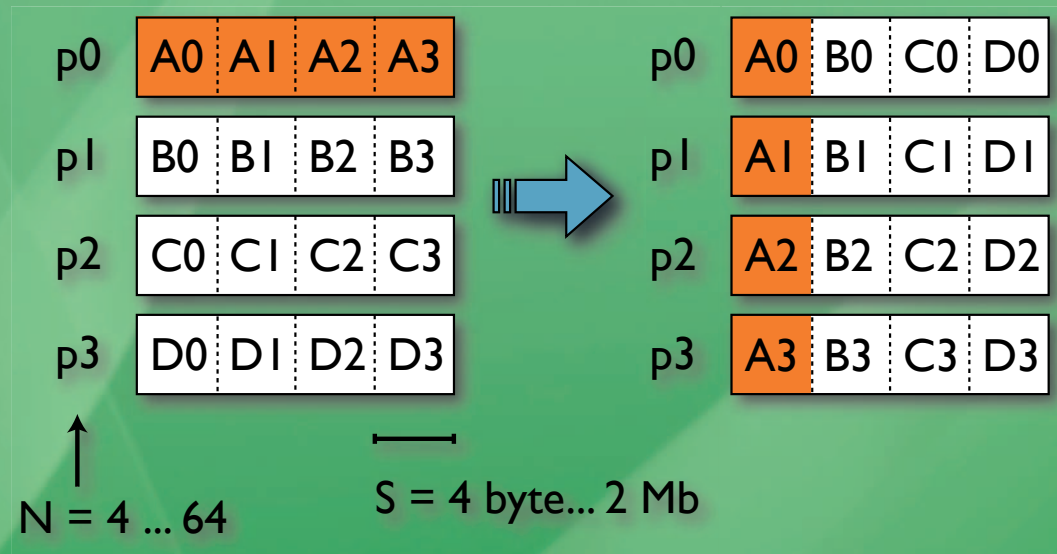 p0 A0 A1 A2 A3 p0 A0 B0 C0 D0
p1 B0 B1 B2 B3 p1 A1 B1 C1 D1
p2 C0 C1 C2 C3 p2 A2 B2 C2 D2
p3 D0 D1 D2 D3 p3 A3 B3 C3 D3
N = 4 ... 64 S = 4 byte... 2 Mb